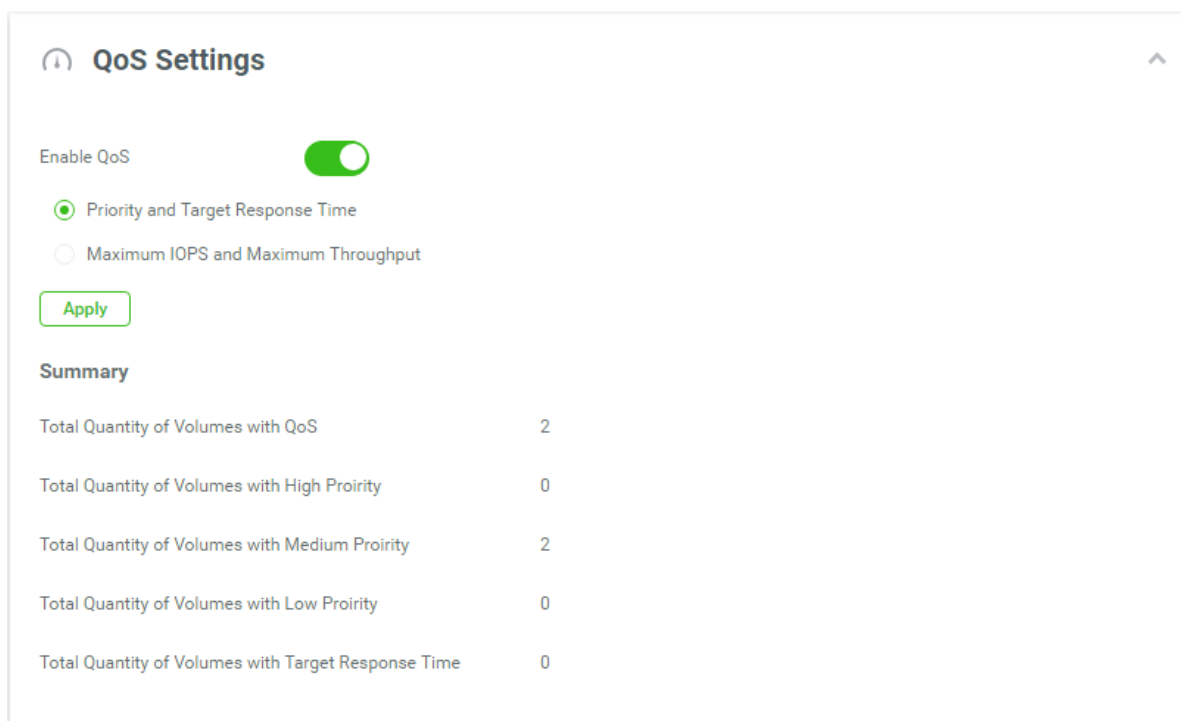 QoS Settings
Enable QoS
Priority and Target Response Time
Maximum IOPS and Maximum Throughput
Apply
Summary
Total Quantity of Volumes with QoS 2
Total Quantity of Volumes with High Proirity 0
Total Quantity of Volumes with Medium Proirity 2
Total Quantity of Volumes with Low Proirity 0
Total Quantity of Volumes with Target Response Time 0